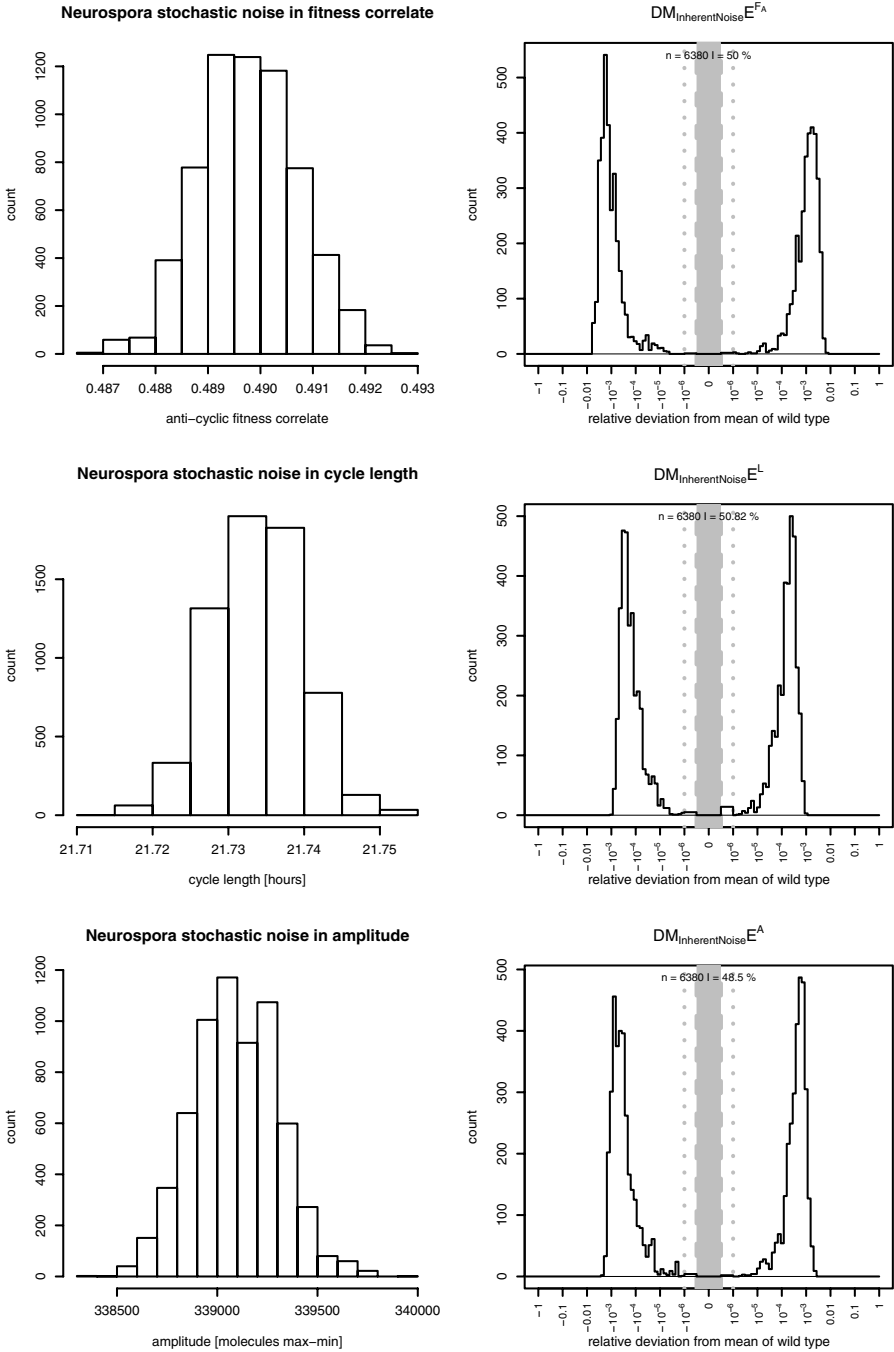 Neurospora stochastic noise in fitness correlate
count
0 200 400 600 800 1000 1200
0.487 0.488 0.489 0.490 0.491 0.492 0.493
anti−cyclic fitness correlate
DM_InherentNoise E^F_A
n = 6380 I = 50 %
count
0 100 200 300 400 500
−1 −0.1 −0.01 −10⁻³ −10⁻⁴ −10⁻⁵ −10⁻⁶ 0 10⁻⁶ 10⁻⁵ 10⁻⁴ 10⁻³ 0.01 0.1 1
relative deviation from mean of wild type
Neurospora stochastic noise in cycle length
count
0 500 1000 1500
21.71 21.72 21.73 21.74 21.75
cycle length [hours]
DM_InherentNoise E^L
n = 6380 I = 50.82 %
count
0 100 200 300 400 500
−1 −0.1 −0.01 −10⁻³ −10⁻⁴ −10⁻⁵ −10⁻⁶ 0 10⁻⁶ 10⁻⁵ 10⁻⁴ 10⁻³ 0.01 0.1 1
relative deviation from mean of wild type
Neurospora stochastic noise in amplitude
count
0 200 400 600 800 1000 1200
338500 339000 339500 340000
amplitude [molecules max−min]
DM_InherentNoise E^A
n = 6380 I = 48.5 %
count
0 100 200 300 400 500
−1 −0.1 −0.01 −10⁻³ −10⁻⁴ −10⁻⁵ −10⁻⁶ 0 10⁻⁶ 10⁻⁵ 10⁻⁴ 10⁻³ 0.01 0.1 1
relative deviation from mean of wild type